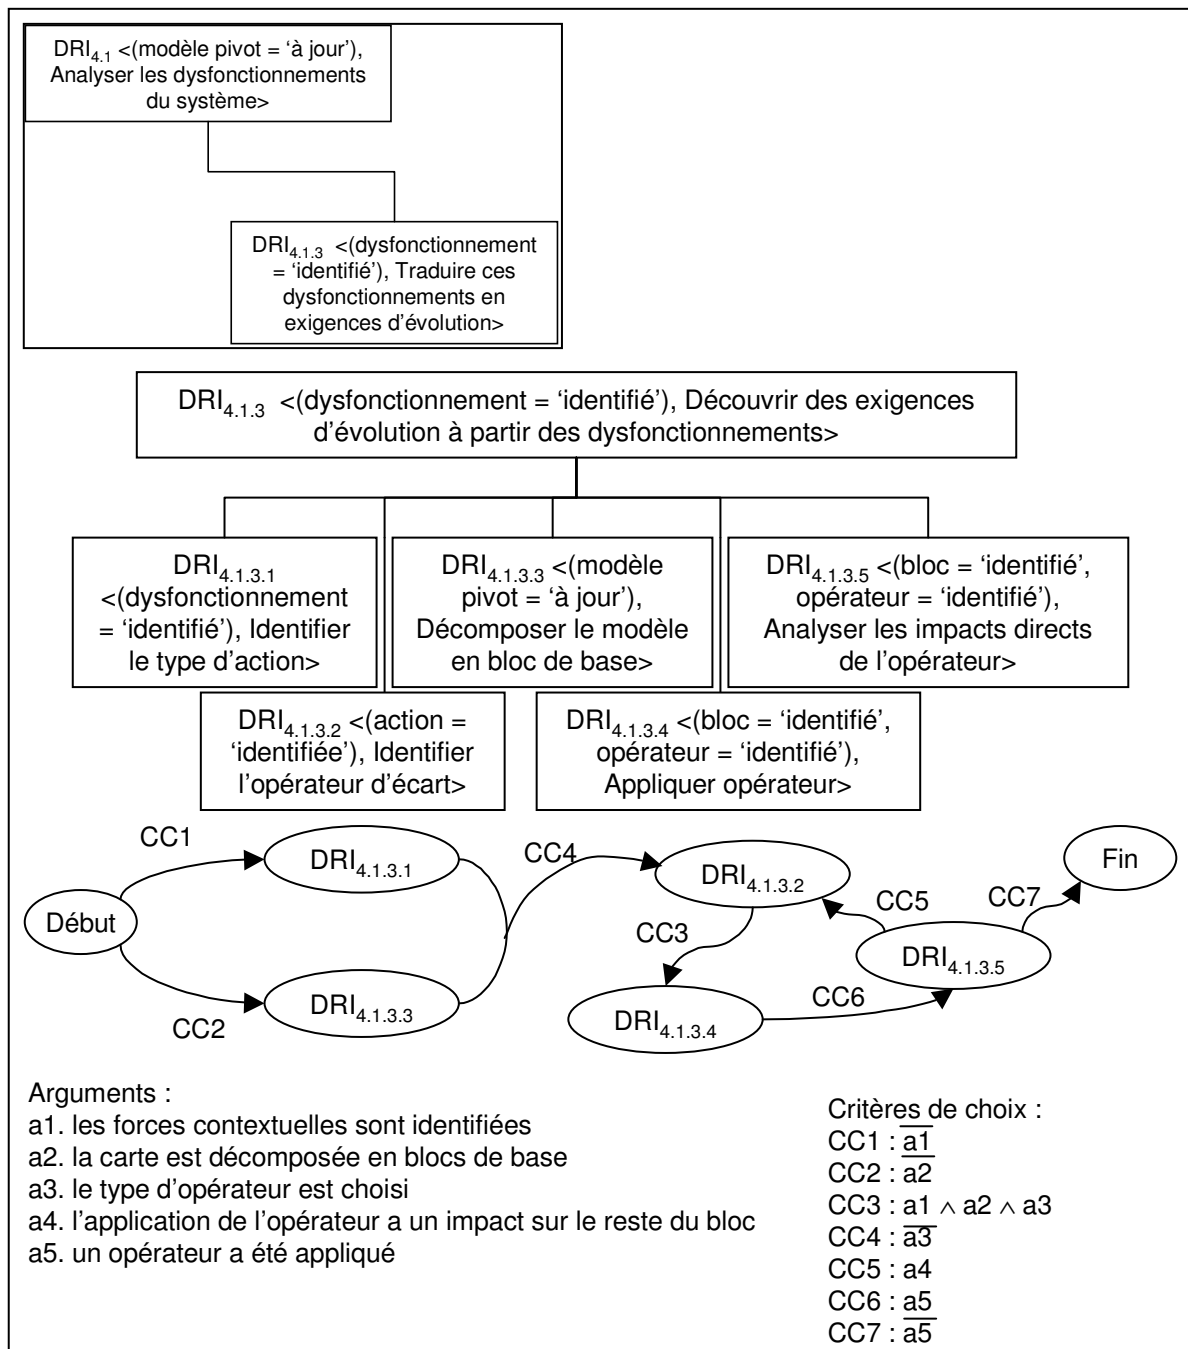 DRI4.1 <(modèle pivot = ‘à jour’),
Analyser les dysfonctionnements
du système>
DRI4.1.3 <(dysfonctionnement
= ‘identifié’), Traduire ces
dysfonctionnements en
exigences d’évolution>
DRI4.1.3 <(dysfonctionnement = ‘identifié’), Découvrir des exigences
d’évolution à partir des dysfonctionnements>
DRI4.1.3.1
<(dysfonctionnement
= ‘identifié’), Identifier
le type d’action>
DRI4.1.3.3 <(modèle
pivot = ‘à jour’),
Décomposer le modèle
en bloc de base>
DRI4.1.3.5 <(bloc = ‘identifié’,
opérateur = ‘identifié’),
Analyser les impacts directs
de l’opérateur>
DRI4.1.3.2 <(action =
‘identifiée’), Identifier
l’opérateur d’écart>
DRI4.1.3.4 <(bloc = ‘identifié’,
opérateur = ‘identifié’),
Appliquer opérateur>
CC1
DRI4.1.3.1
CC4
DRI4.1.3.2
Fin
CC5
CC7
Début
CC3
DRI4.1.3.5
CC2
DRI4.1.3.3
DRI4.1.3.4
CC6
Arguments :
a1. les forces contextuelles sont identifiées
a2. la carte est décomposée en blocs de base
a3. le type d’opérateur est choisi
a4. l’application de l’opérateur a un impact sur le reste du bloc
a5. un opérateur a été appliqué
Critères de choix :
CC1 : a̅1̅
CC2 : a̅2̅
CC3 : a1 ∧ a2 ∧ a3
CC4 : a̅3̅
CC5 : a4
CC6 : a5
CC7 : a̅5̅